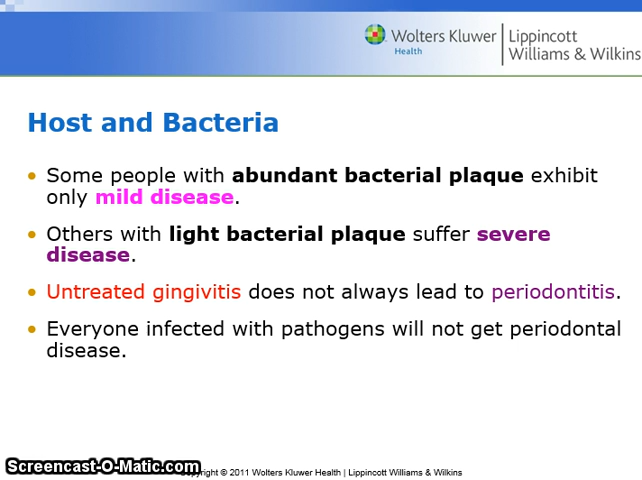 Wolters Kluwer
Health
Lippincott
Williams & Wilkins
Host and Bacteria
• Some people with abundant bacterial plaque exhibit
only mild disease.
• Others with light bacterial plaque suffer severe
disease.
• Untreated gingivitis does not always lead to periodontitis.
• Everyone infected with pathogens will not get periodontal
disease.
Screencast-O-Matic.com
opyright © 2011 Wolters Kluwer Health | Lippincott Williams & Wilkins